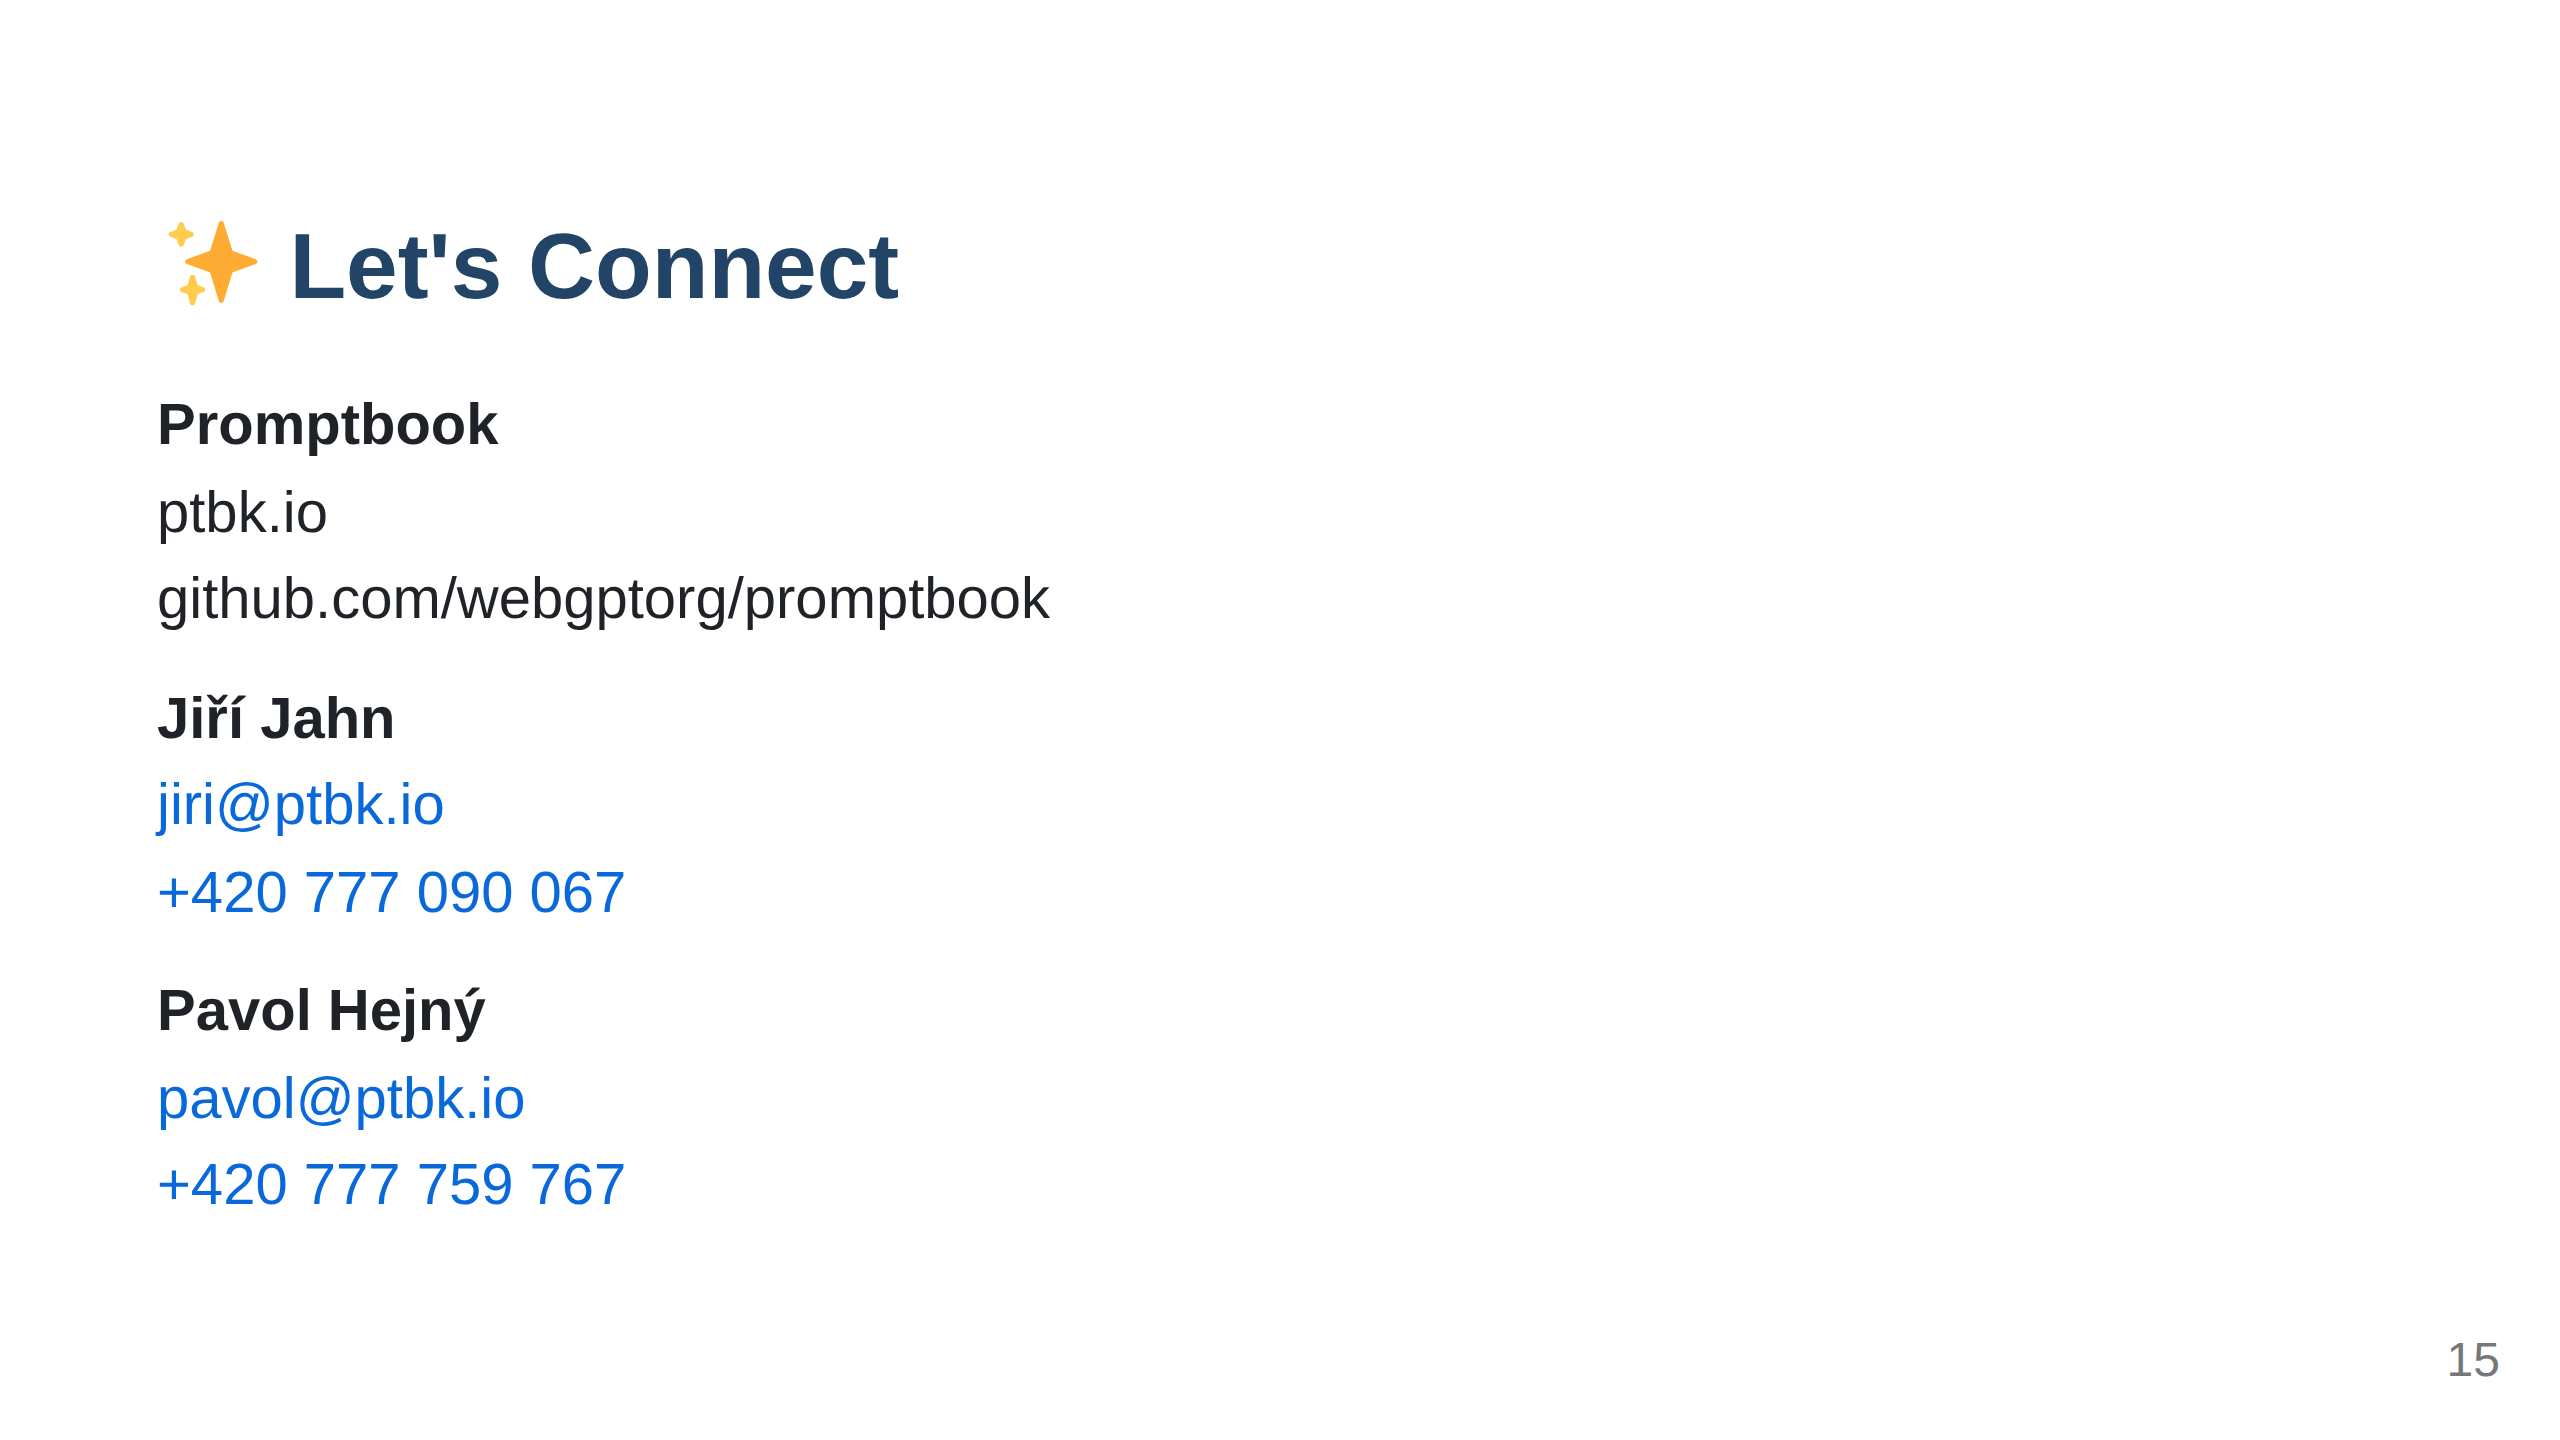 ✨ Let's Connect
Promptbook
ptbk.io
github.com/webgptorg/promptbook
Jiří Jahn
jiri@ptbk.io
+420 777 090 067
Pavol Hejný
pavol@ptbk.io
+420 777 759 767
15